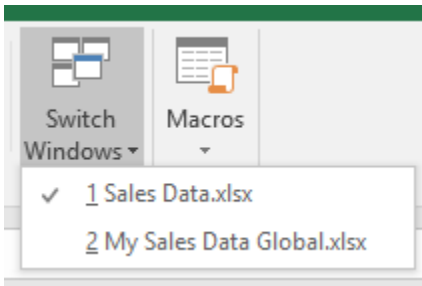 Switch
Windows
Macros
1 Sales Data.xlsx
2 My Sales Data Global.xlsx